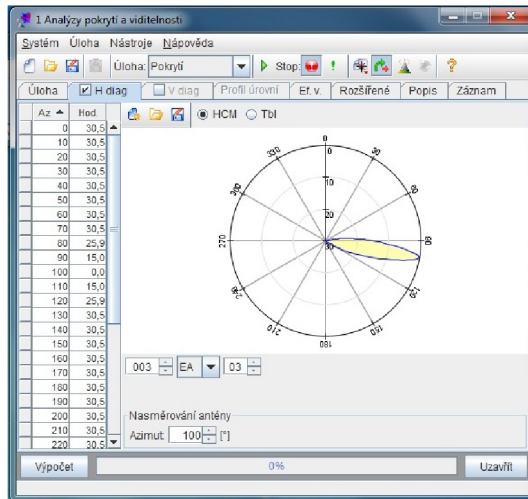 1 Analýzy pokrytí a viditelnosti
Systém Úloha Nástroje Nápověda
Úloha: Pokrytí Stop:
Úloha H diag V diag Profil úrovní Ef. v. Rozšířené Popis Záznam
Az Hod.
HCM Tbl
0 30,5
10 30,5
20 30,5
30 30,5
40 30,5
50 30,5
60 30,5
70 30,5
80 25,9
90 15,0
100 0,0
110 15,0
120 25,9
130 30,5
140 30,5
150 30,5
160 30,5
170 30,5
180 30,5
190 30,5
200 30,5
210 30,5
220 30,5
0
330 0 30
10
300 20 60
270 30 90
240 120
210 150
180
003 EA 03
Nasměrování antény
Azimut: 100 [°]
Výpočet 0% Uzavřít